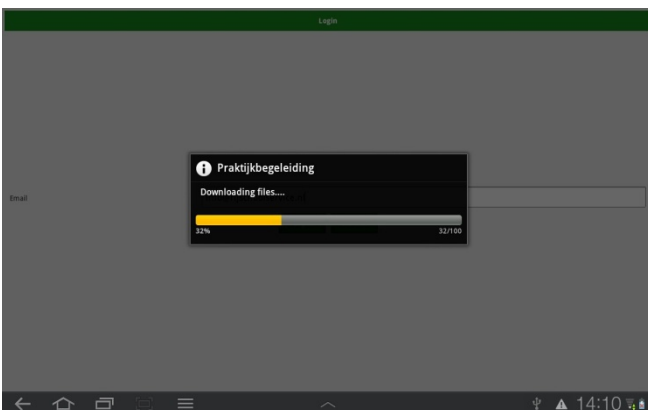 Login
Praktijkbegeleiding
Downloading files....
Email
32%
32/100
14:10